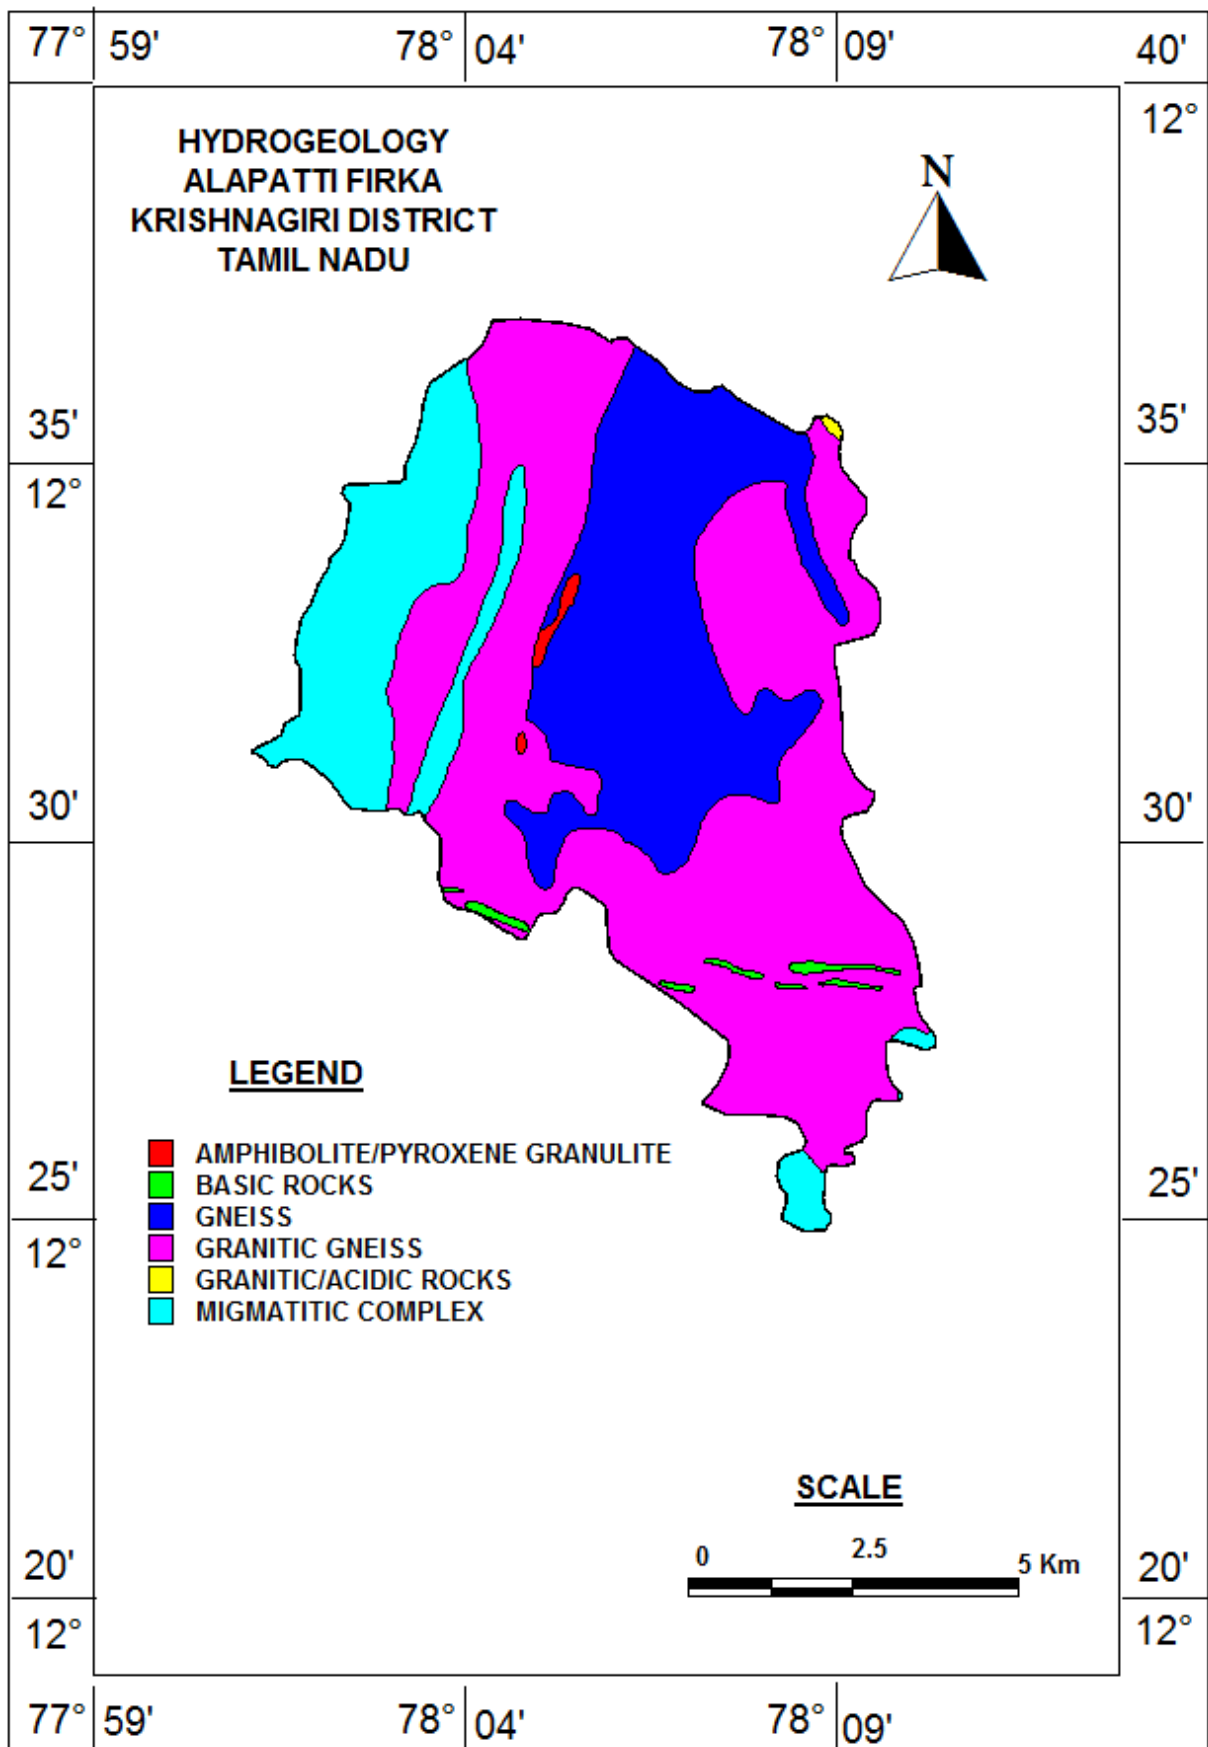 77° 59' 78° 04' 78° 09' 40'
12°
HYDROGEOLOGY
ALAPATTI FIRKA
KRISHNAGIRI DISTRICT
TAMIL NADU
N
35' 35'
12° 12°
30' 30'
LEGEND
AMPHIBOLITE/PYROXENE GRANULITE
BASIC ROCKS
GNEISS
GRANITIC GNEISS
GRANITIC/ACIDIC ROCKS
MIGMATITIC COMPLEX
25' 25'
12° 12°
SCALE
0 2.5 5 Km
20' 20'
12° 12°
77° 59' 78° 04' 78° 09'